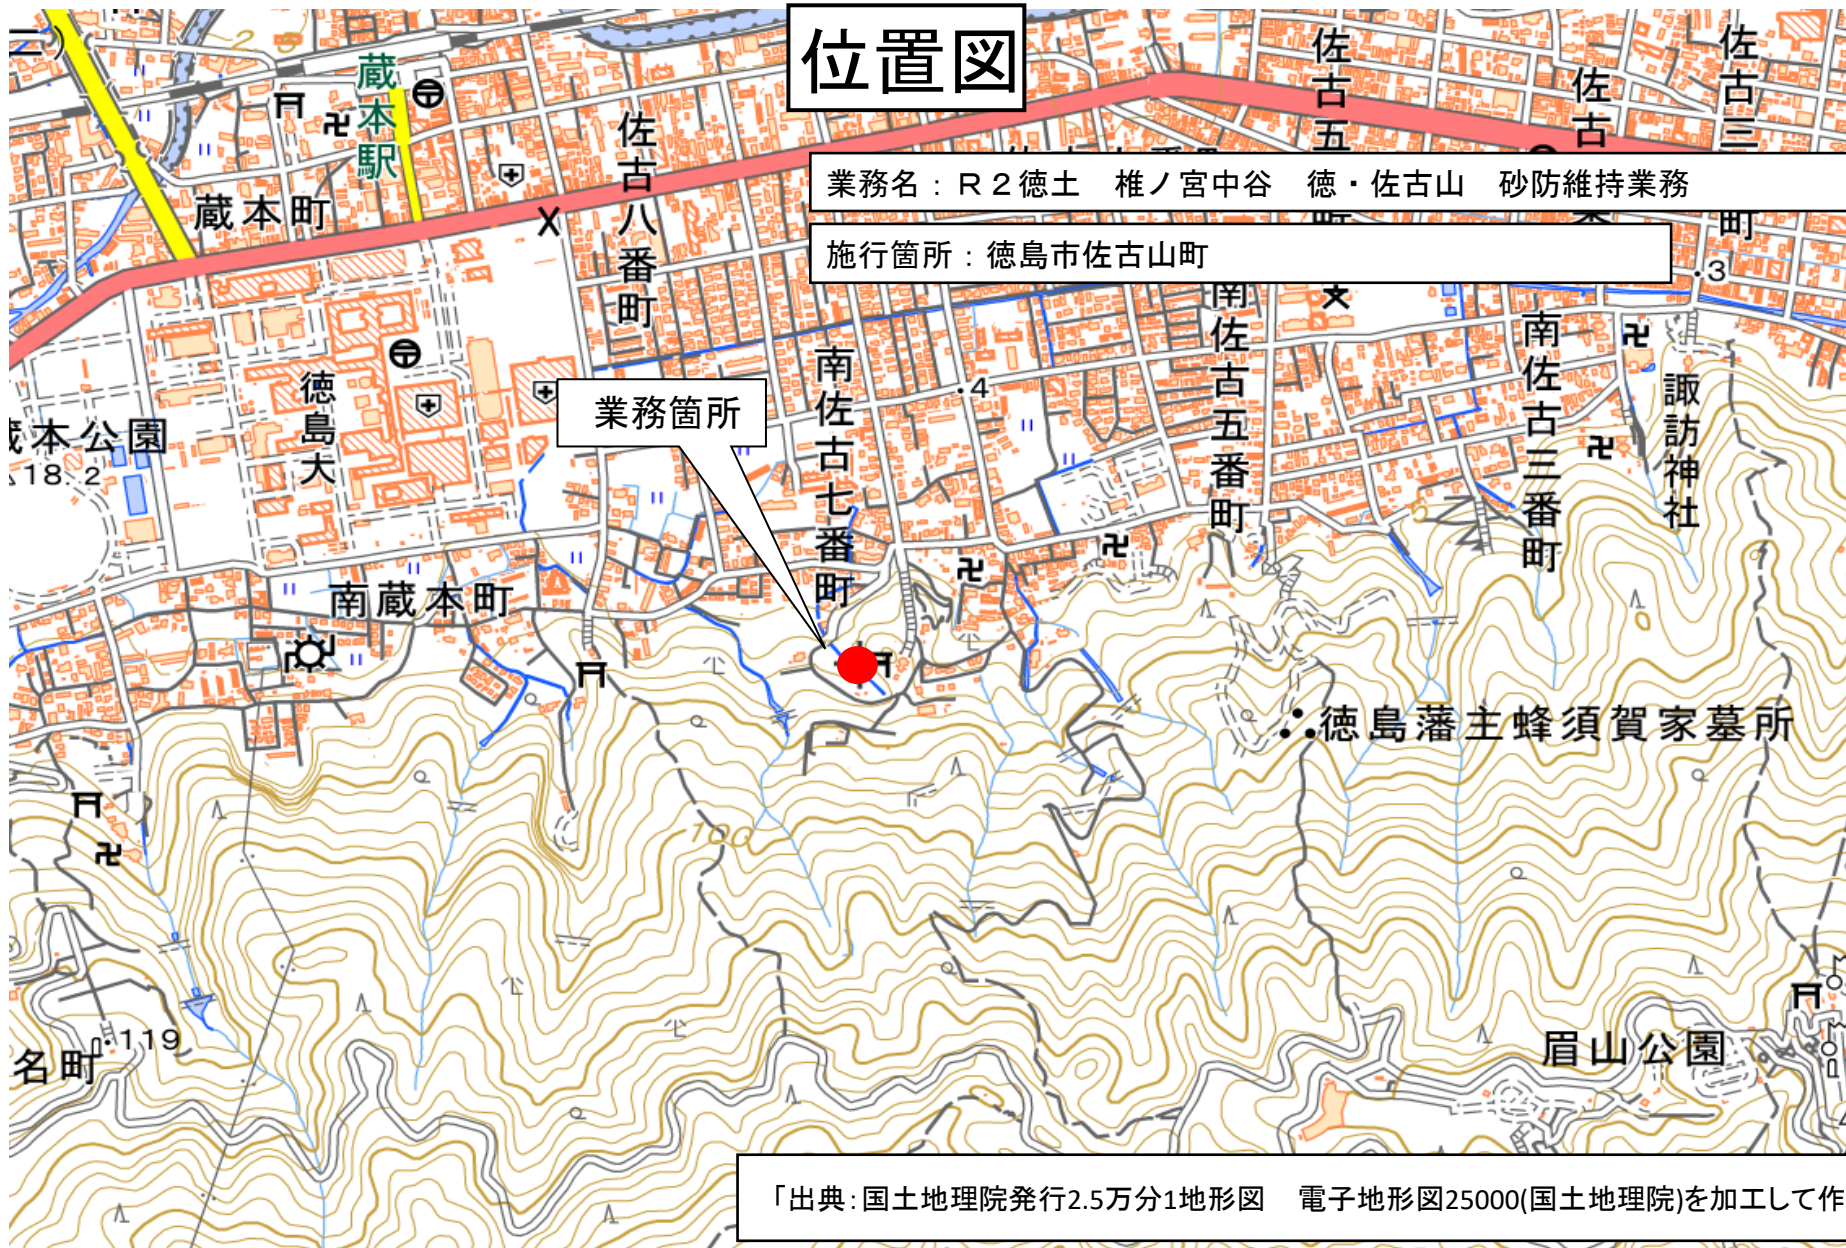 位置図
業務名：Ｒ２徳土　椎ノ宮中谷　徳・佐古山　砂防維持業務
施行箇所：徳島市佐古山町
業務箇所
蔵本駅
蔵本町
佐古八番町
佐古五
佐古
佐古三
町
25
3
4
徳島大
本公園
18.2
南佐古七番町
南佐古五番町
南佐古三番町
諏訪神社
南蔵本町
徳島藩主蜂須賀家墓所
100
119
名町
眉山公園
「出典：国土地理院発行2.5万分1地形図　電子地形図25000(国土地理院)を加工して作